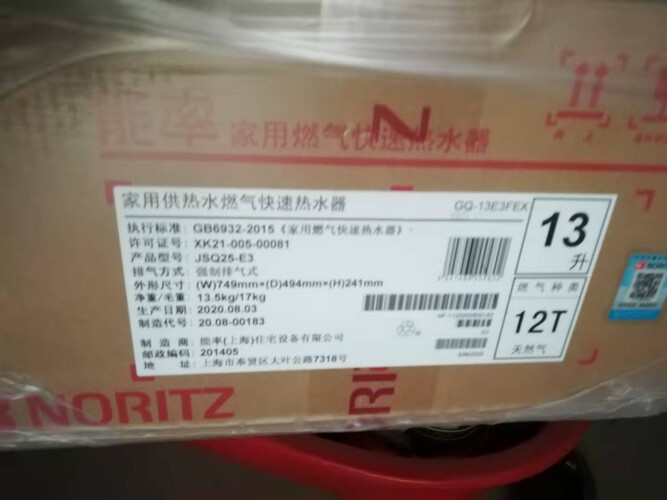 能率 家用燃气快速热水器
家用供热水燃气快速热水器 GQ-13E3FEX
执行标准: GB6932-2015《家用燃气快速热水器》
许可证号: XK21-005-00081
产品型号: JSQ25-E3
排气方式: 强制排气式
外形尺寸: (W)749mm×(D)494mm×(H)241mm
净重/毛重: 13.5kg/17kg
生产日期: 2020.08.03
制造代号: 20.08-00183
制造商 能率(上海)住宅设备有限公司
邮政编码 201405
地址: 上海市奉贤区大叶公路7318号
13
升
燃气种类
12T
天然气
NORITZ
NORITZ